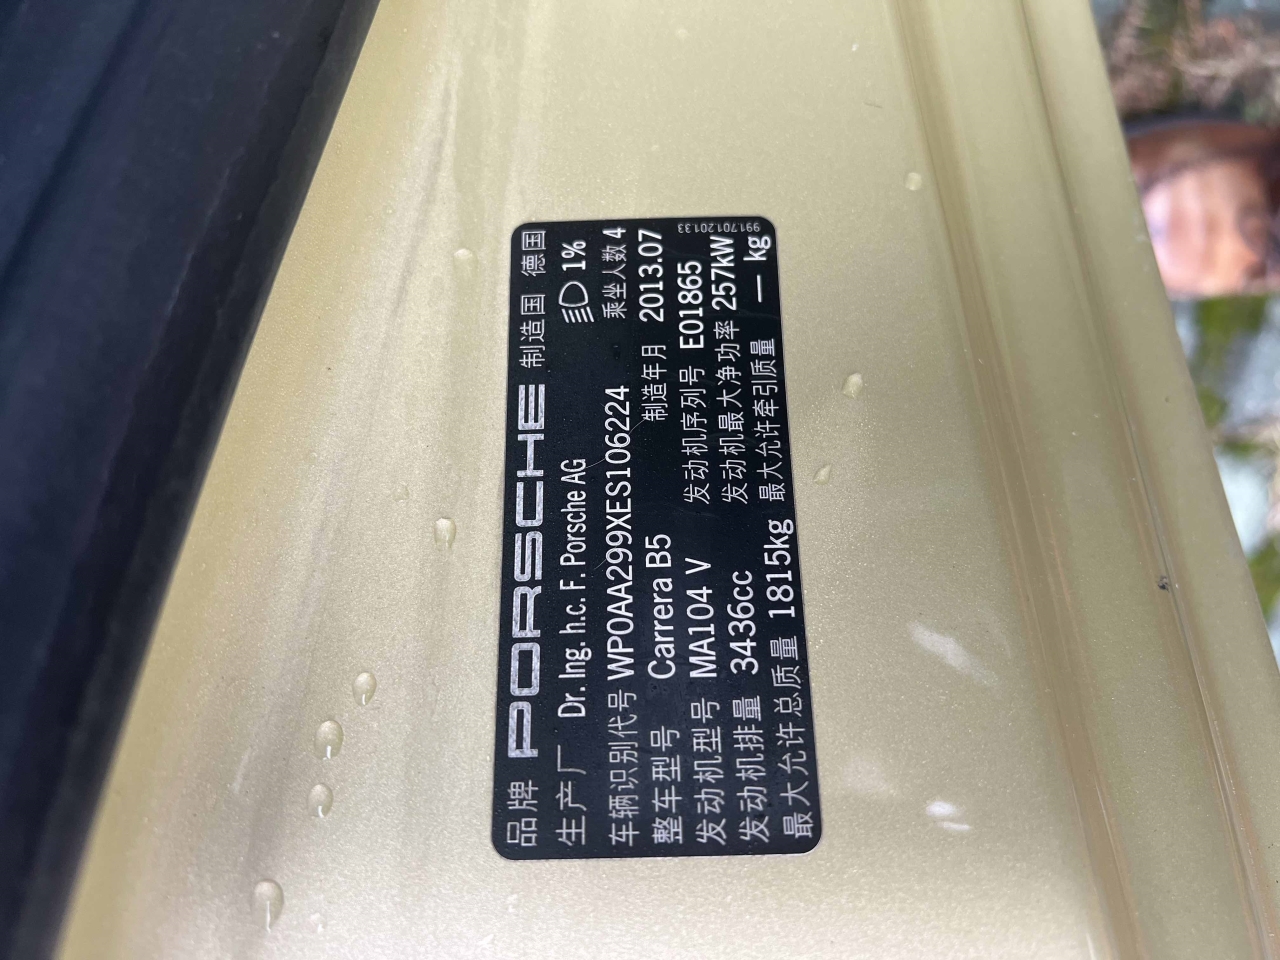 品牌 PORSCHE 制造国 德国
生产厂 Dr. Ing. h.c. F. Porsche AG 1%
车辆识别代号 WP0AA299XES106224 乘坐人数 4
整车型号 Carrera B5 制造年月 2013.07
发动机型号 MA104 V 发动机序列号 E01865
发动机排量 3436cc 发动机最大净功率 257kW
最大允许总质量 1815kg 最大允许牵引质量 — kg
99170120133